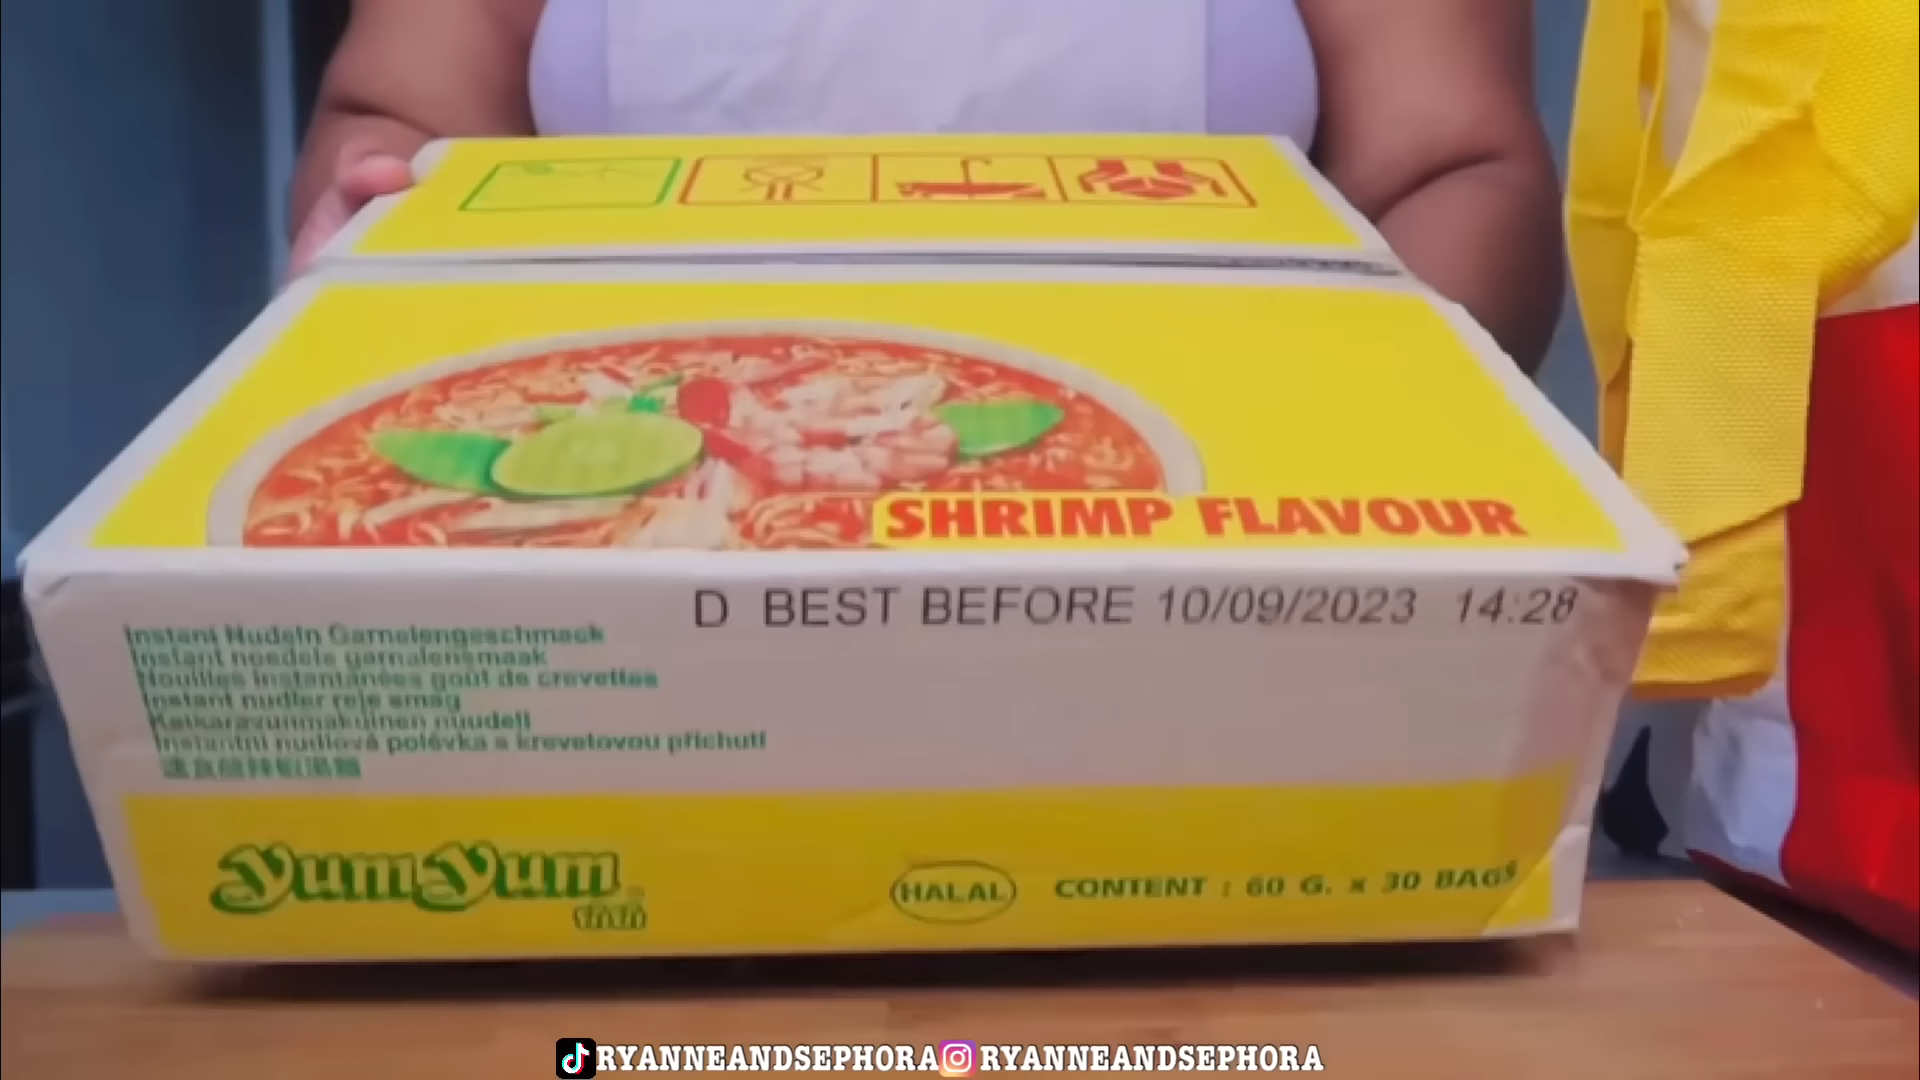 SHRIMP FLAVOUR
D BEST BEFORE 10/09/2023 14:28
Instant Nudeln Garnelengeschmack
Instant noedels garnalensmaak
Nouilles instantanées goût de crevettes
Instant nudler reje smag
Katkaravunmakuinen nuudeli
Instantní nudlová polévka s krevetovou příchutí
YumYum
HALAL
CONTENT : 60 G. x 30 BAGS
RYANNEANDSEPHORA RYANNEANDSEPHORA